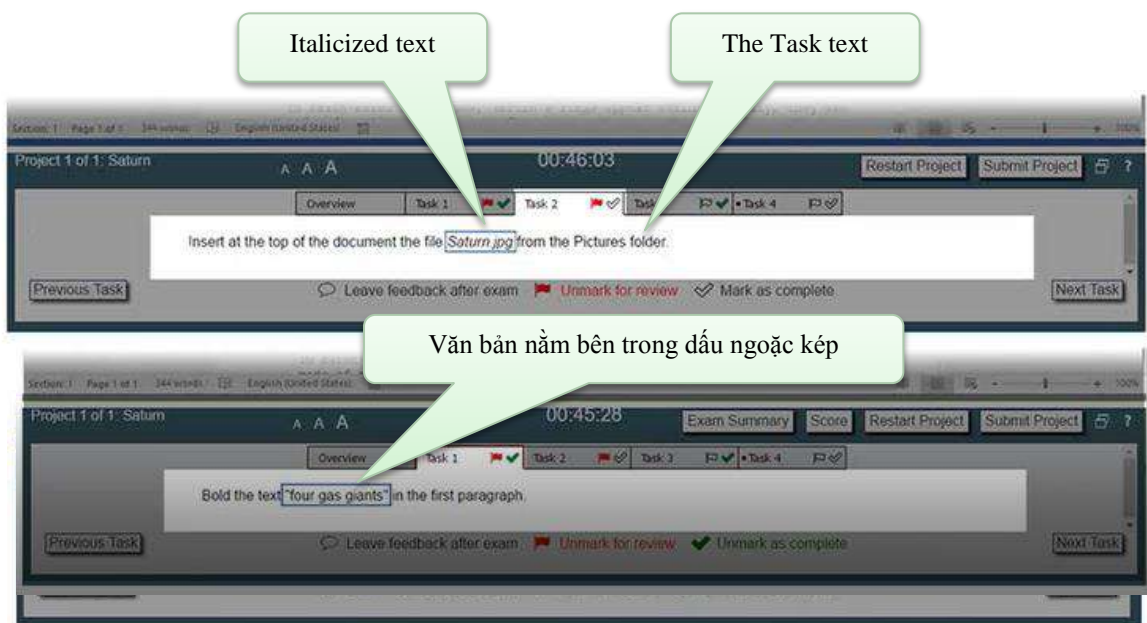 Italicized text
The Task text
Section: 1 Page 1 of 1 344 words English (United States) 100%
Project 1 of 1: Saturn A A A 00:46:03 Restart Project Submit Project ?
Overview Task 1 Task 2 Task Task 4
Insert at the top of the document the file Saturn.jpg from the Pictures folder.
Previous Task Leave feedback after exam Unmark for review Mark as complete Next Task
Văn bản nằm bên trong dấu ngoặc kép
Section: 1 Page 1 of 1 344 words English (United States) 100%
Project 1 of 1: Saturn A A A 00:45:28 Exam Summary Score Restart Project Submit Project ?
Overview Task 1 Task 2 Task 3 Task 4
Bold the text "four gas giants" in the first paragraph.
Previous Task Leave feedback after exam Unmark for review Unmark as complete Next Task